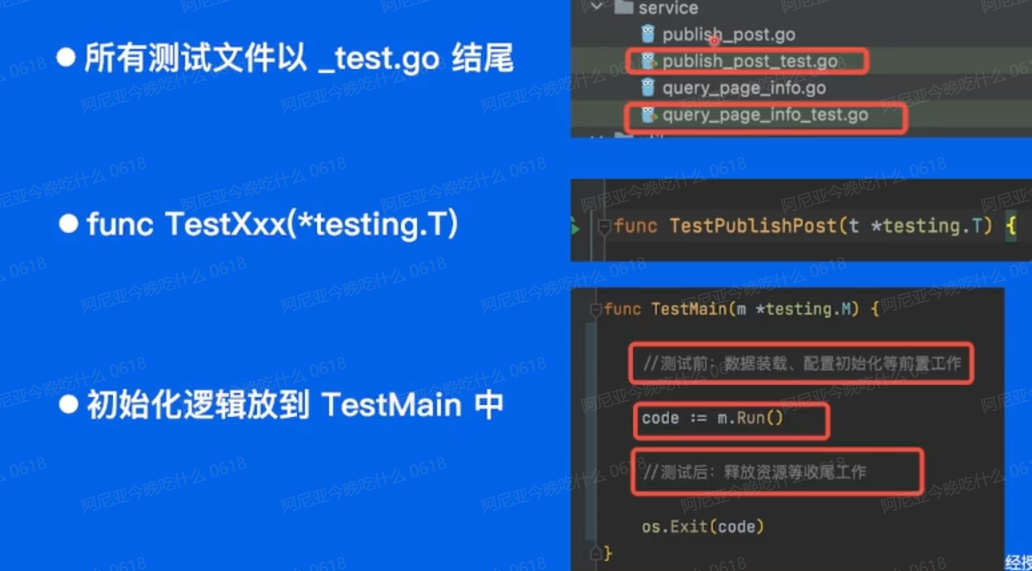 ● 所有测试文件以 _test.go 结尾
service
publish_post.go
publish_post_test.go
query_page_info.go
query_page_info_test.go
● func TestXxx(*testing.T)
func TestPublishPost(t *testing.T) {
● 初始化逻辑放到 TestMain 中
func TestMain(m *testing.M) {
//测试前：数据装载、配置初始化等前置工作
code := m.Run()
//测试后：释放资源等收尾工作
os.Exit(code)
}
阿尼亚今晚吃什么 0618